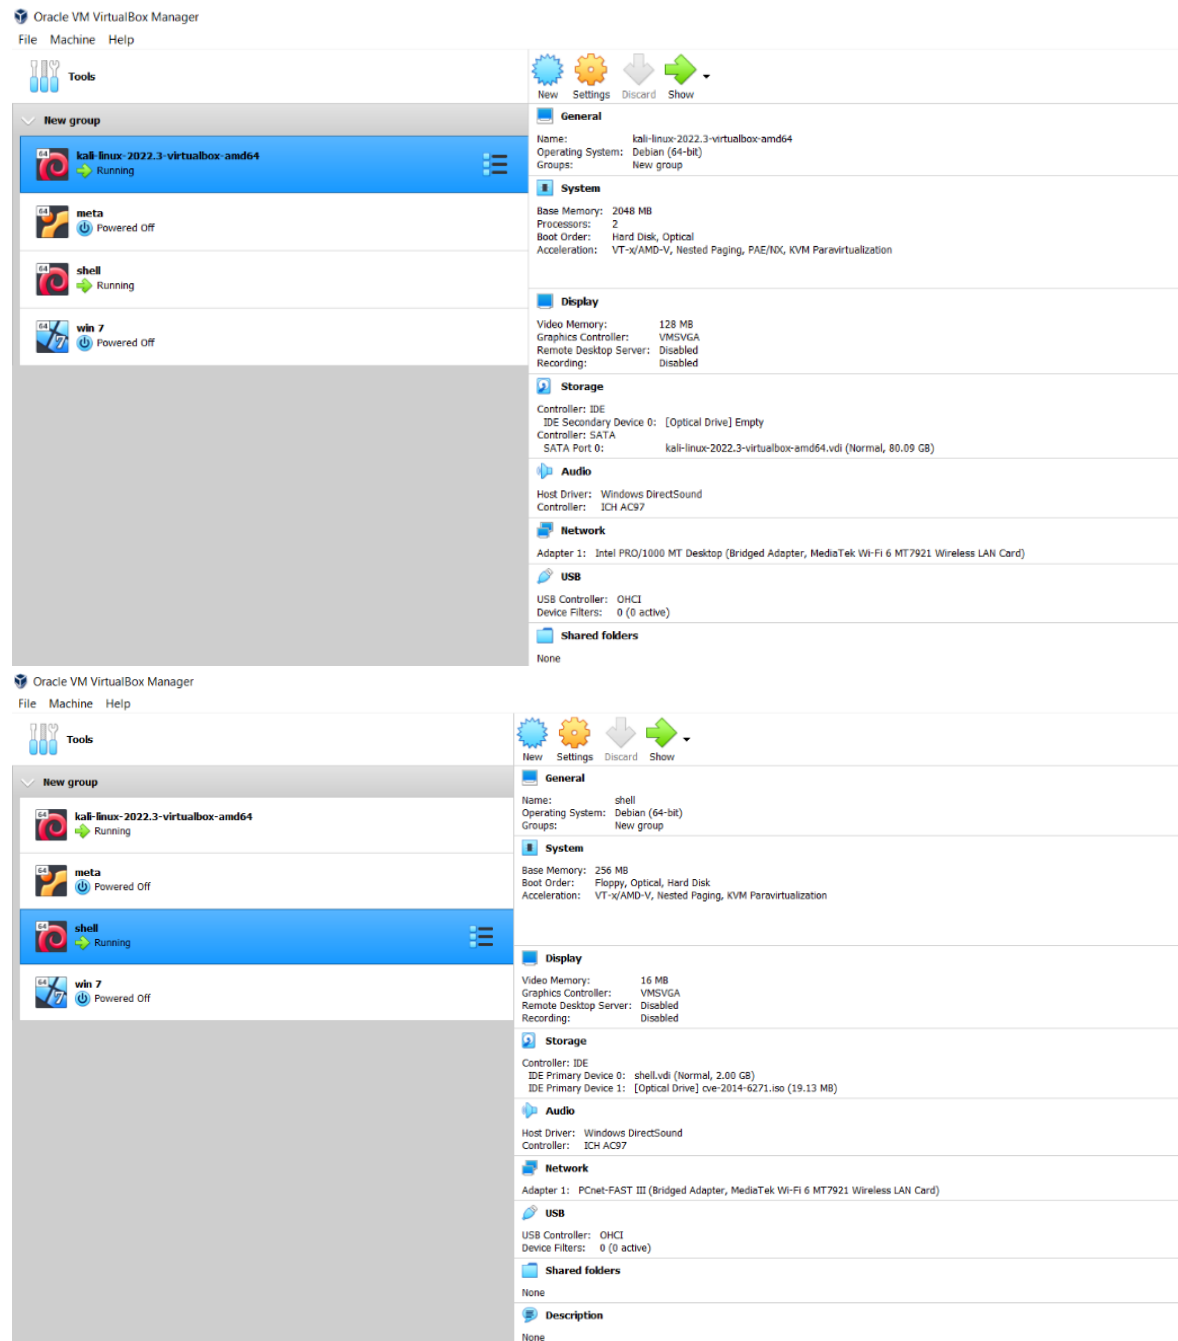 Oracle VM VirtualBox Manager
File Machine Help
Tools
New Settings Discard Show
New group
64 kali-linux-2022.3-virtualbox-amd64
Running
64 meta
Powered Off
64 shell
Running
64 7 win 7
Powered Off
General
Name: kali-linux-2022.3-virtualbox-amd64
Operating System: Debian (64-bit)
Groups: New group
System
Base Memory: 2048 MB
Processors: 2
Boot Order: Hard Disk, Optical
Acceleration: VT-x/AMD-V, Nested Paging, PAE/NX, KVM Paravirtualization
Display
Video Memory: 128 MB
Graphics Controller: VMSVGA
Remote Desktop Server: Disabled
Recording: Disabled
Storage
Controller: IDE
IDE Secondary Device 0: [Optical Drive] Empty
Controller: SATA
SATA Port 0: kali-linux-2022.3-virtualbox-amd64.vdi (Normal, 80.09 GB)
Audio
Host Driver: Windows DirectSound
Controller: ICH AC97
Network
Adapter 1: Intel PRO/1000 MT Desktop (Bridged Adapter, MediaTek Wi-Fi 6 MT7921 Wireless LAN Card)
USB
USB Controller: OHCI
Device Filters: 0 (0 active)
Shared folders
None
Oracle VM VirtualBox Manager
File Machine Help
Tools
New Settings Discard Show
New group
64 kali-linux-2022.3-virtualbox-amd64
Running
64 meta
Powered Off
64 shell
Running
64 7 win 7
Powered Off
General
Name: shell
Operating System: Debian (64-bit)
Groups: New group
System
Base Memory: 256 MB
Boot Order: Floppy, Optical, Hard Disk
Acceleration: VT-x/AMD-V, Nested Paging, KVM Paravirtualization
Display
Video Memory: 16 MB
Graphics Controller: VMSVGA
Remote Desktop Server: Disabled
Recording: Disabled
Storage
Controller: IDE
IDE Primary Device 0: shell.vdi (Normal, 2.00 GB)
IDE Primary Device 1: [Optical Drive] cve-2014-6271.iso (19.13 MB)
Audio
Host Driver: Windows DirectSound
Controller: ICH AC97
Network
Adapter 1: PCnet-FAST III (Bridged Adapter, MediaTek Wi-Fi 6 MT7921 Wireless LAN Card)
USB
USB Controller: OHCI
Device Filters: 0 (0 active)
Shared folders
None
Description
None